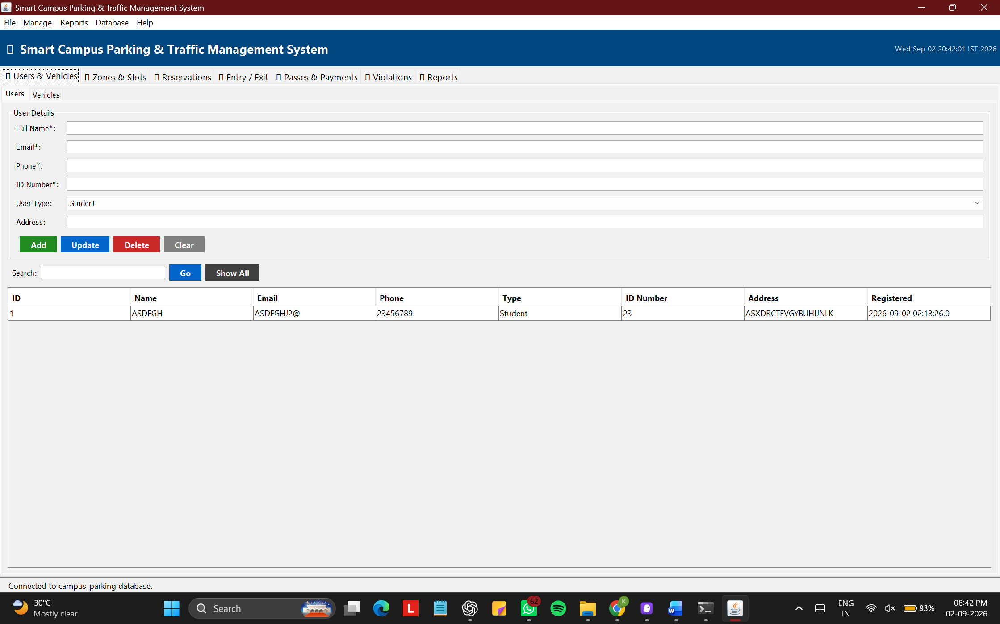 Smart Campus Parking & Traffic Management System
File Manage Reports Database Help
Smart Campus Parking & Traffic Management System Wed Sep 02 20:42:01 IST 2026
Users & Vehicles Zones & Slots Reservations Entry / Exit Passes & Payments Violations Reports
Users Vehicles
User Details
Full Name*:
Email*:
Phone*:
ID Number*:
User Type: Student
Address:
Add Update Delete Clear
Search: Go Show All
ID Name Email Phone Type ID Number Address Registered
1 ASDFGH ASDFGHJ2@ 23456789 Student 23 ASXDRCTFVGYBUHIJNLK 2026-09-02 02:18:26.0
Connected to campus_parking database.
30°C
Mostly clear
Search
L
62
K
W
ENG
IN
93%
08:42 PM
02-09-2026